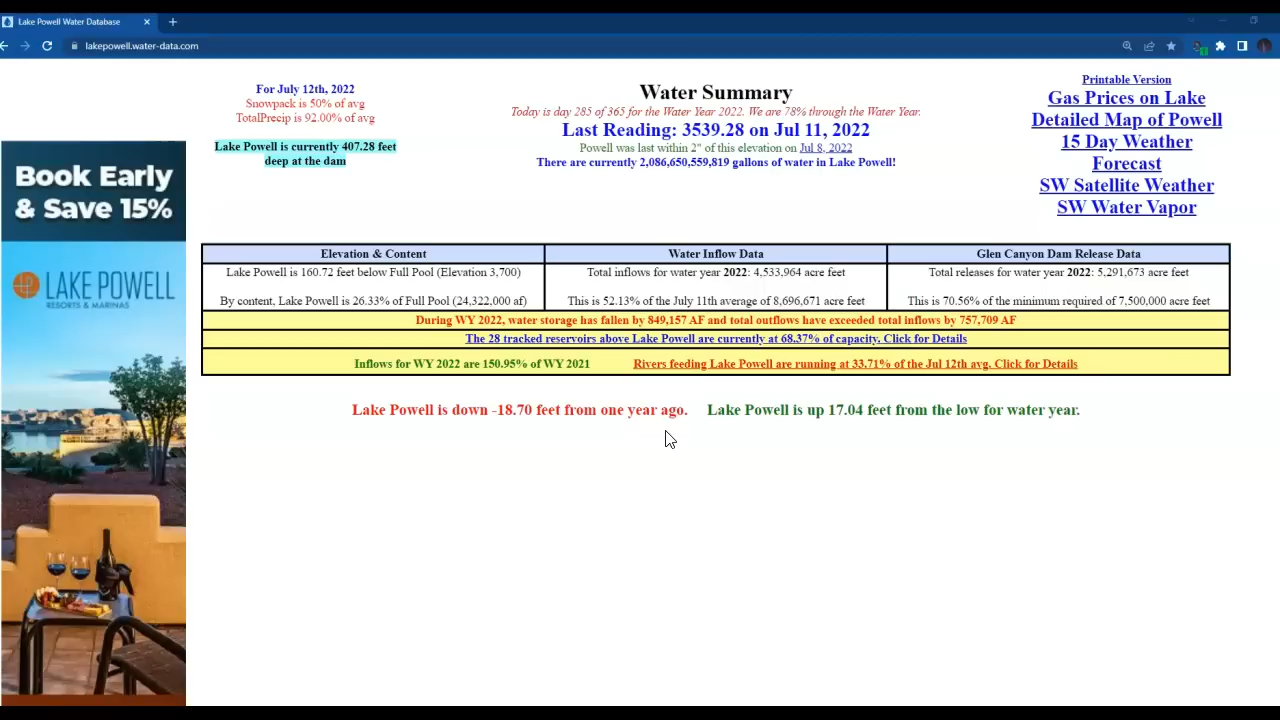 Lake Powell Water Database
lakepowell.water-data.com
For July 12th, 2022
Snowpack is 50% of avg
TotalPrecip is 92.00% of avg
Lake Powell is currently 407.28 feet
deep at the dam
Water Summary
Today is day 285 of 365 for the Water Year 2022. We are 78% through the Water Year.
Last Reading: 3539.28 on Jul 11, 2022
Powell was last within 2" of this elevation on Jul 8, 2022
There are currently 2,086,650,559,819 gallons of water in Lake Powell!
Printable Version
Gas Prices on Lake
Detailed Map of Powell
15 Day Weather
Forecast
SW Satellite Weather
SW Water Vapor
Book Early
& Save 15%
LAKE POWELL
RESORTS & MARINAS
Elevation & Content
Lake Powell is 160.72 feet below Full Pool (Elevation 3,700)
By content, Lake Powell is 26.33% of Full Pool (24,322,000 af)
Water Inflow Data
Total inflows for water year 2022: 4,533,964 acre feet
This is 52.13% of the July 11th average of 8,696,671 acre feet
Glen Canyon Dam Release Data
Total releases for water year 2022: 5,291,673 acre feet
This is 70.56% of the minimum required of 7,500,000 acre feet
During WY 2022, water storage has fallen by 849,157 AF and total outflows have exceeded total inflows by 757,709 AF
The 28 tracked reservoirs above Lake Powell are currently at 68.37% of capacity. Click for Details
Inflows for WY 2022 are 150.95% of WY 2021 Rivers feeding Lake Powell are running at 33.71% of the Jul 12th avg. Click for Details
Lake Powell is down -18.70 feet from one year ago. Lake Powell is up 17.04 feet from the low for water year.